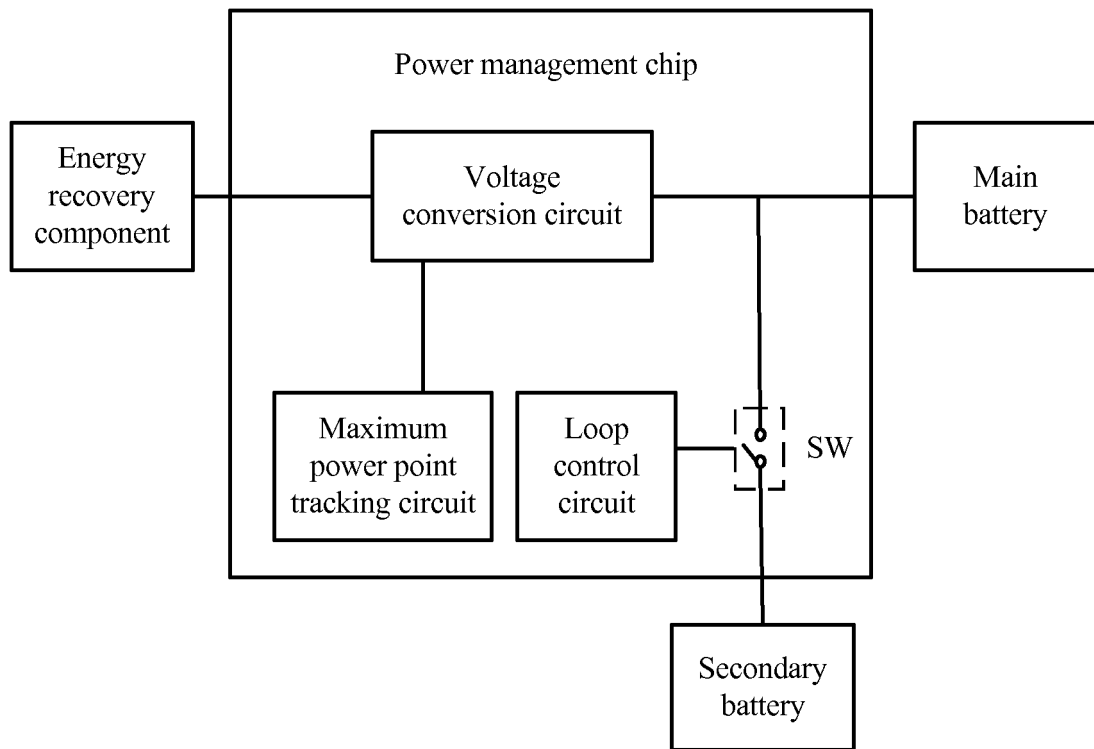 Power management chip
Energy
recovery
component
Voltage
conversion circuit
Main
battery
Maximum
power point
tracking circuit
Loop
control
circuit
SW
Secondary
battery